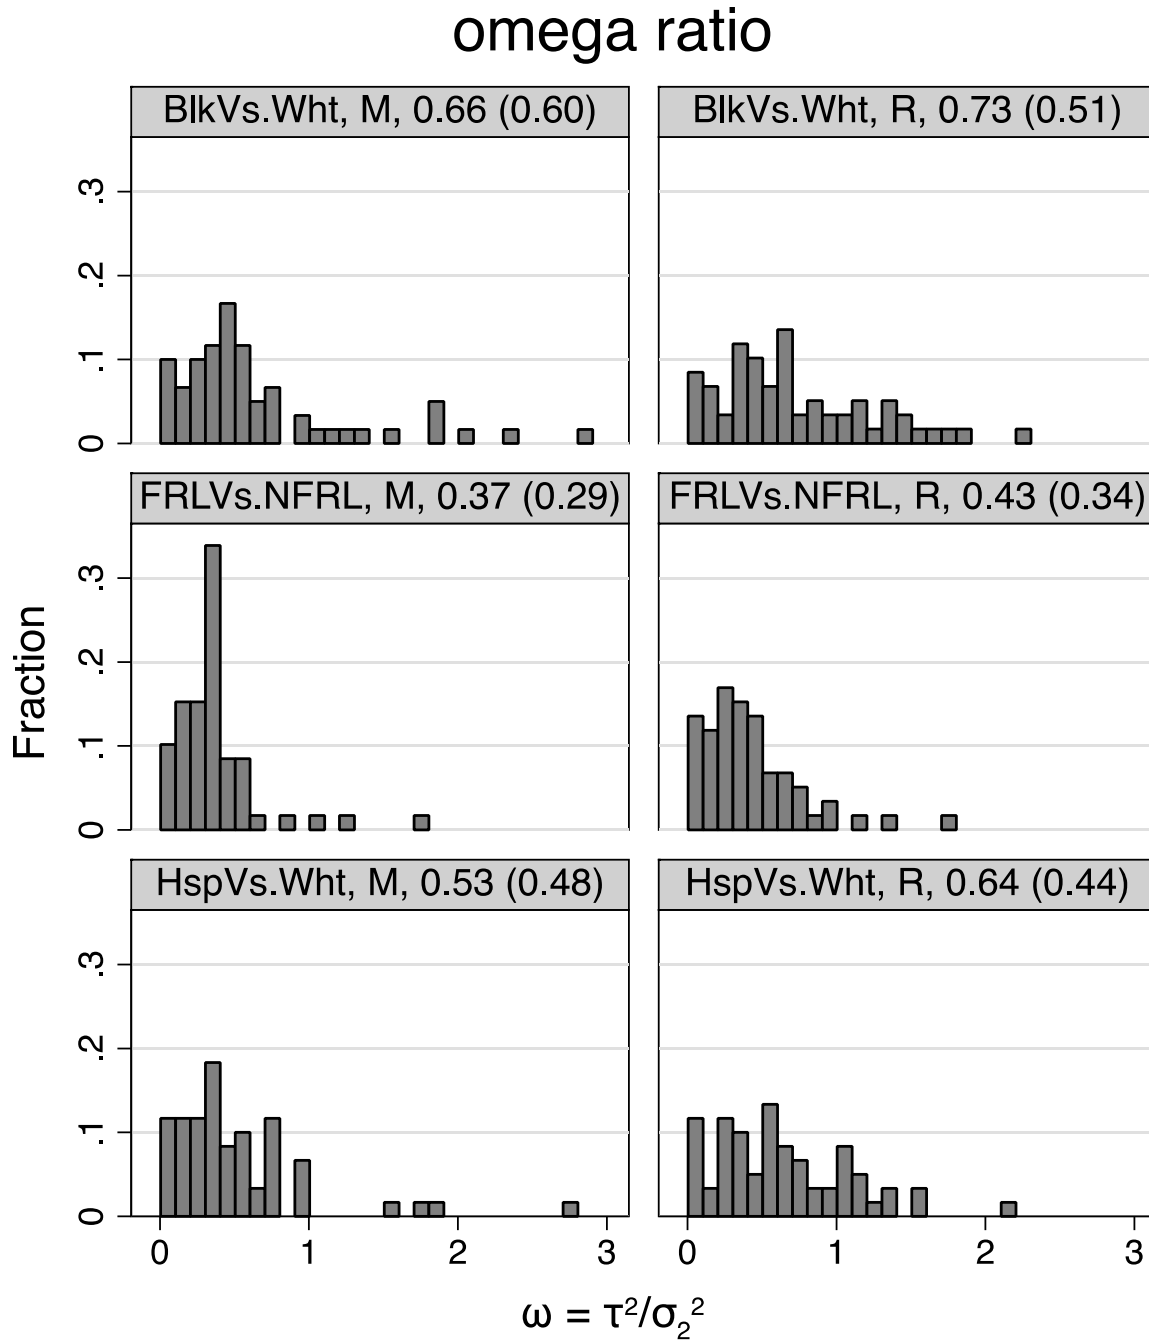 omega ratio
BlkVs.Wht, M, 0.66 (0.60)
BlkVs.Wht, R, 0.73 (0.51)
.3
.2
.1
0
FRLVs.NFRL, M, 0.37 (0.29)
FRLVs.NFRL, R, 0.43 (0.34)
.3
.2
.1
0
Fraction
HspVs.Wht, M, 0.53 (0.48)
HspVs.Wht, R, 0.64 (0.44)
.3
.2
.1
0
0 1 2 3
0 1 2 3
ω = τ²/σ₂²